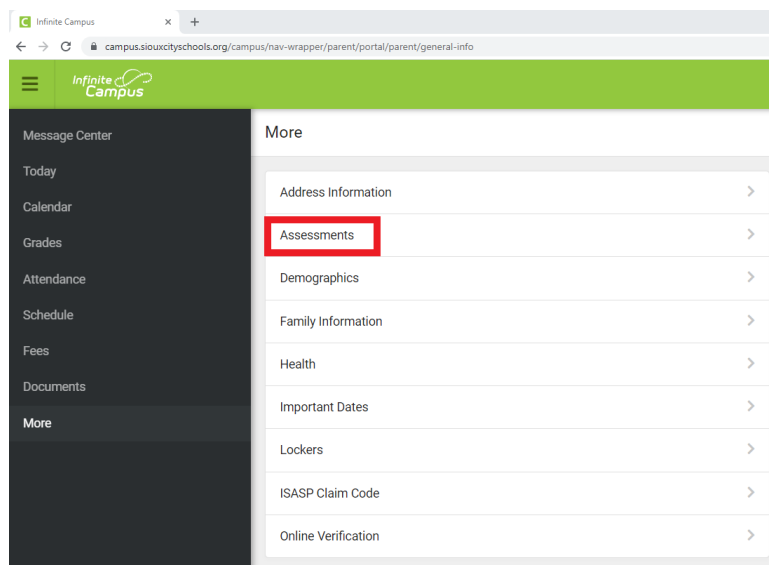 Infinite Campus
campus.siouxcityschools.org/campus/nav-wrapper/parent/portal/parent/general-info
Infinite
Campus
Message Center
Today
Calendar
Grades
Attendance
Schedule
Fees
Documents
More
More
Address Information
Assessments
Demographics
Family Information
Health
Important Dates
Lockers
ISASP Claim Code
Online Verification